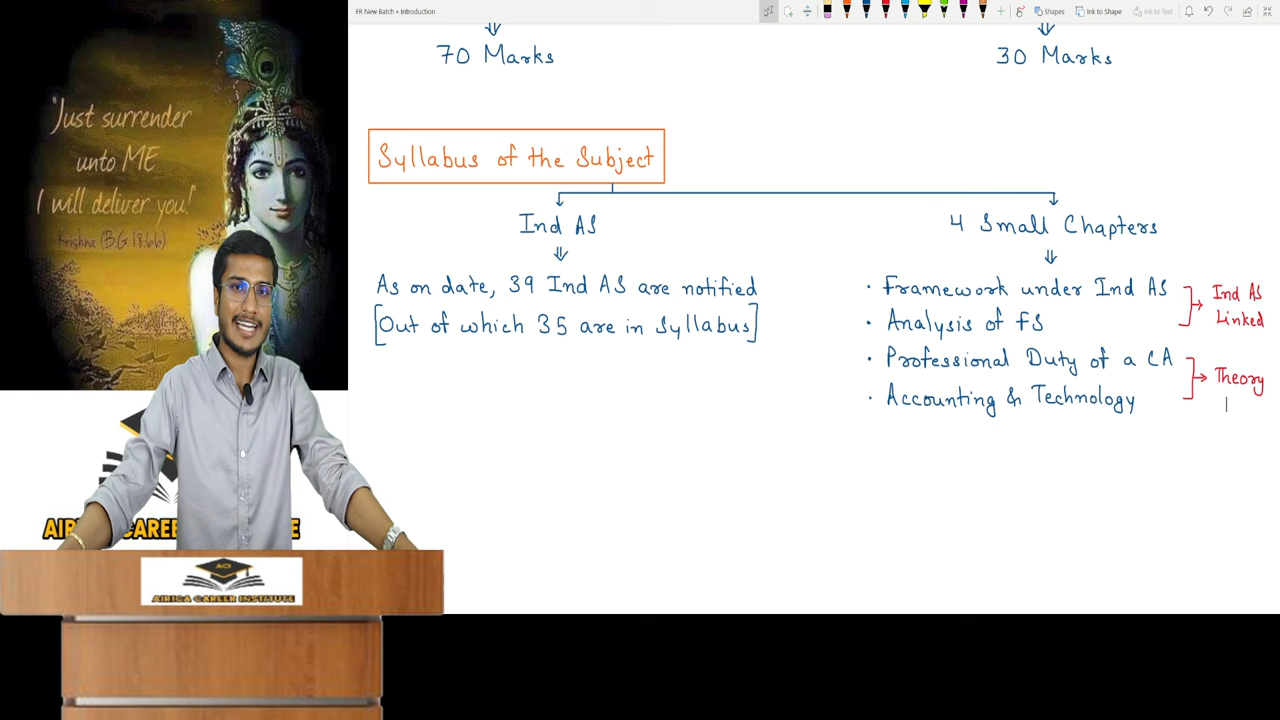 FR New Batch » Introduction
Shapes
Ink to Shape
Ink to Text
70 Marks
30 Marks
"Just surrender
unto ME
I will deliver you!"
Krishna (BG 18:66)
Syllabus of the Subject
Ind AS
4 Small Chapters
As on date, 39 Ind AS are notified
[Out of which 35 are in Syllabus]
· Framework under Ind AS
· Analysis of FS
Ind AS
Linked
· Professional Duty of a CA
· Accounting & Technology
Theory
ACI
AIRICA CAREER INSTITUTE